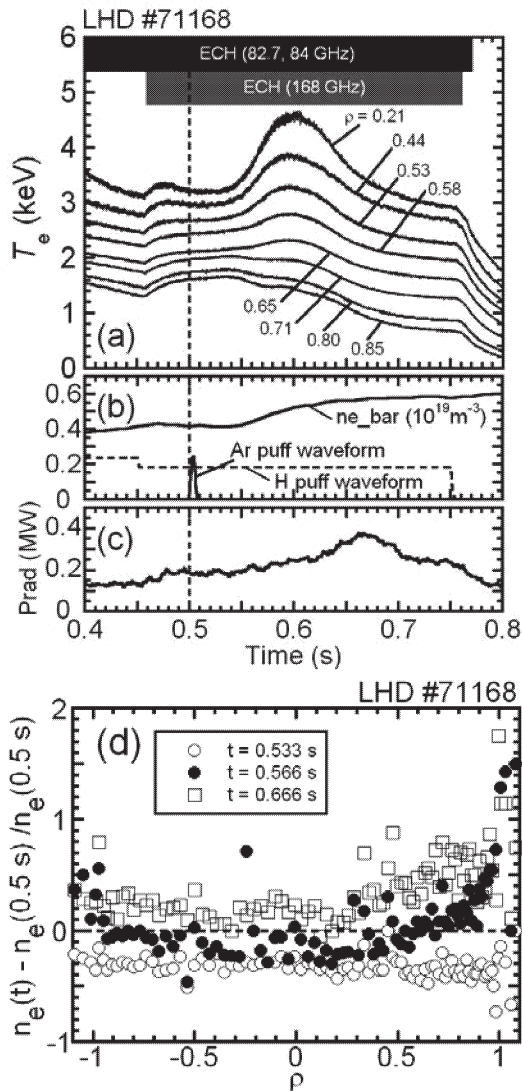 LHD #71168
ECH (82.7, 84 GHz)
ECH (168 GHz)
6
5
4
3
2
1
0
Te (keV)
ρ = 0.21
0.44
0.53
0.58
0.65
0.71
0.80
0.85
(a)
0.6
0.4
0.2
0
(b)
ne_bar (10^19m^-3)
Ar puff waveform
H puff waveform
0.4
0.2
0
Prad (MW)
(c)
0.4 0.5 0.6 0.7 0.8
Time (s)
LHD #71168
2
1
0
-1
ne(t) - ne(0.5 s) /ne(0.5 s)
(d)
t = 0.533 s
t = 0.566 s
t = 0.666 s
-1 -0.5 0 0.5 1
ρ